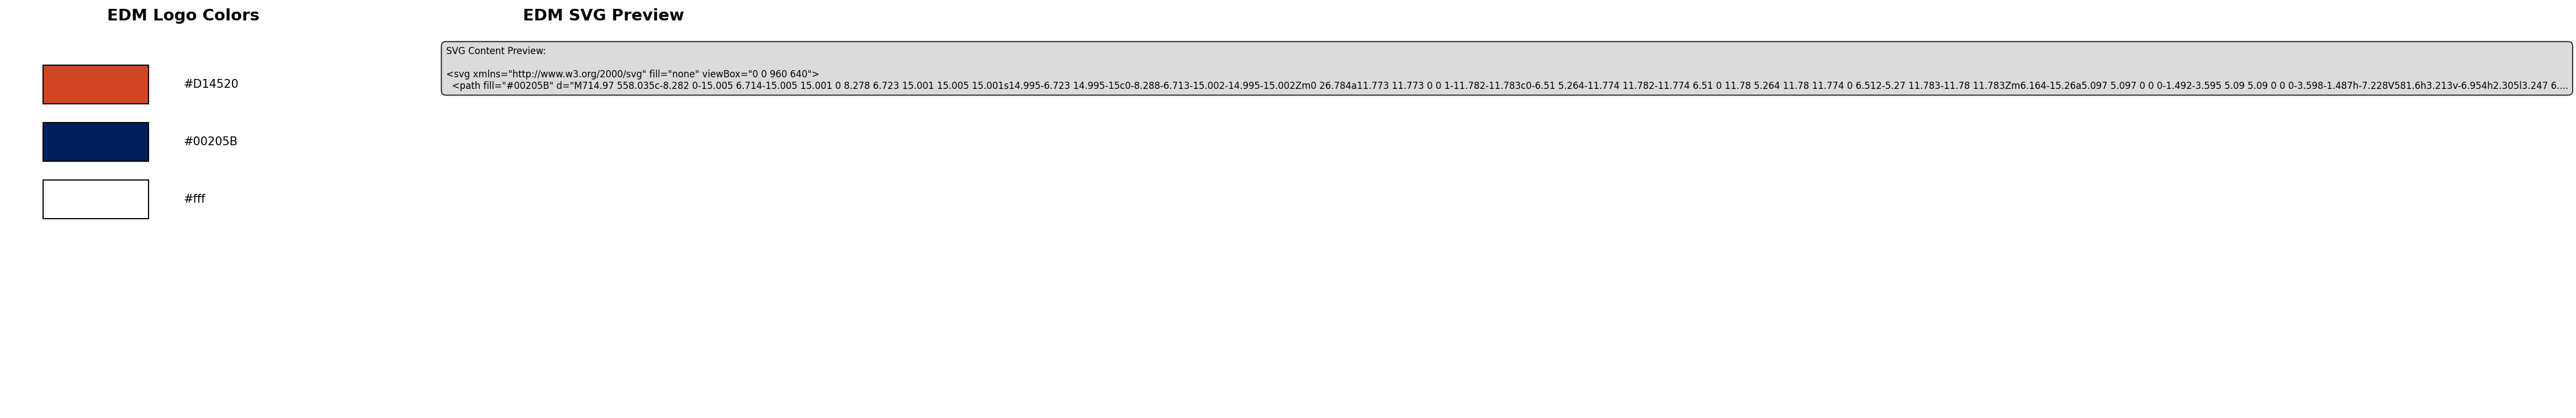 EDM Logo Colors
#D14520
#00205B
#fff
EDM SVG Preview
SVG Content Preview:
<svg xmlns="http://www.w3.org/2000/svg" fill="none" viewBox="0 0 960 640">
<path fill="#00205B" d="M714.97 558.035c-8.282 0-15.005 6.714-15.005 15.001 0 8.278 6.723 15.001 15.005 15.001s14.995-6.723 14.995-15c0-8.288-6.713-15.002-14.995-15.002Zm0 26.784a11.773 11.773 0 0 1-11.782-11.783c0-6.51 5.264-11.774 11.782-11.774 6.51 0 11.78 5.264 11.78 11.774 0 6.512-5.27 11.783-11.78 11.783Zm6.164-15.26a5.097 5.097 0 0 0-1.492-3.595 5.09 5.09 0 0 0-3.598-1.487h-7.228V581.6h3.213v-6.954h2.305l3.247 6....